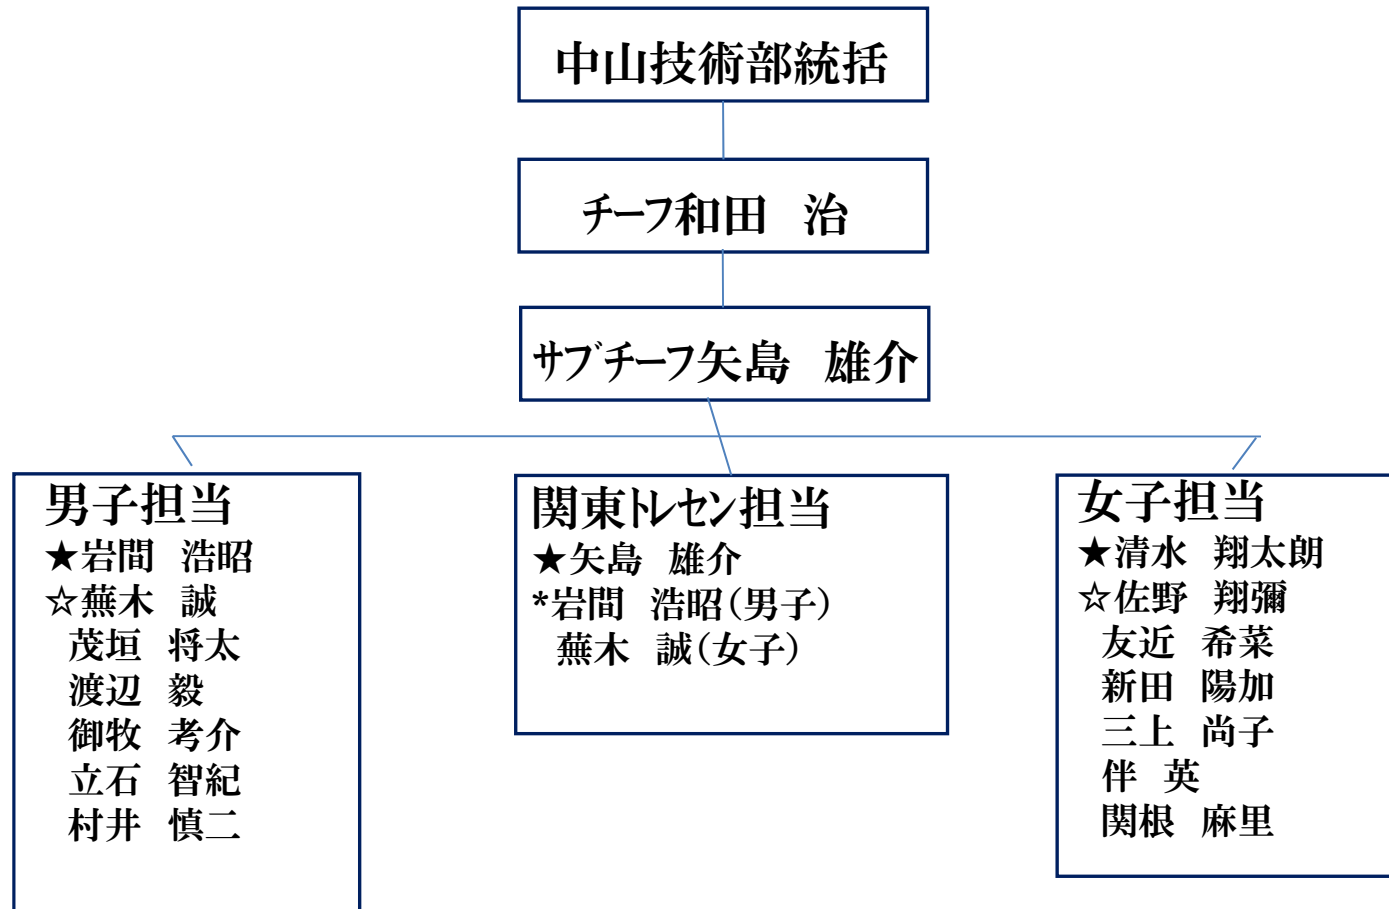 中山技術部統括
ﾁｰﾌ和田　治
ｻﾌﾞﾁｰﾌ矢島　雄介
男子担当
★岩間　浩昭
☆蕪木　誠
茂垣　将太
渡辺　毅
御牧　考介
立石　智紀
村井　慎二
関東ﾄﾚｾﾝ担当
★矢島　雄介
*岩間　浩昭（男子）
蕪木　誠（女子）
女子担当
★清水　翔太朗
☆佐野　翔彌
友近　希菜
新田　陽加
三上　尚子
伴　英
関根　麻里